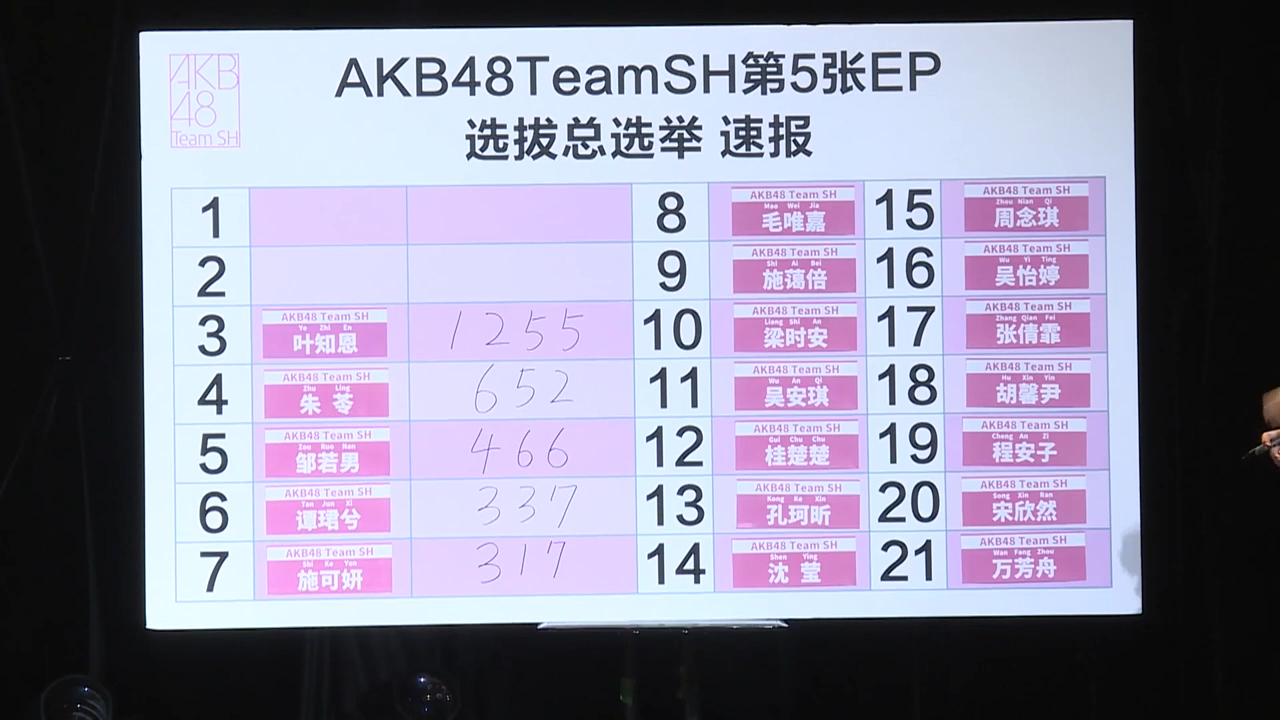 AKB
48
Team SH
AKB48TeamSH第5张EP
选拔总选举 速报
1
2
3
AKB48 Team SH
Ye Zhi En
叶知恩
1255
4
AKB48 Team SH
Zhu Ling
朱 苓
652
5
AKB48 Team SH
Zou Ruo Nan
邹若男
466
6
AKB48 Team SH
Tan Jun Xi
谭珺兮
337
7
AKB48 Team SH
Shi Ke Yan
施可妍
317
8
AKB48 Team SH
Mao Wei Jia
毛唯嘉
9
AKB48 Team SH
Shi Ai Bei
施蔼倍
10
AKB48 Team SH
Liang Shi An
梁时安
11
AKB48 Team SH
Wu An Qi
吴安琪
12
AKB48 Team SH
Gui Chu Chu
桂楚楚
13
AKB48 Team SH
Kong Ke Xin
孔珂昕
14
AKB48 Team SH
Shen Ying
沈 莹
15
AKB48 Team SH
Zhou Nian Qi
周念琪
16
AKB48 Team SH
Wu Yi Ting
吴怡婷
17
AKB48 Team SH
Zhang Qian Fei
张倩霏
18
AKB48 Team SH
Hu Xin Yin
胡馨尹
19
AKB48 Team SH
Cheng An Zi
程安子
20
AKB48 Team SH
Song Xin Ran
宋欣然
21
AKB48 Team SH
Wan Fang Zhou
万芳舟